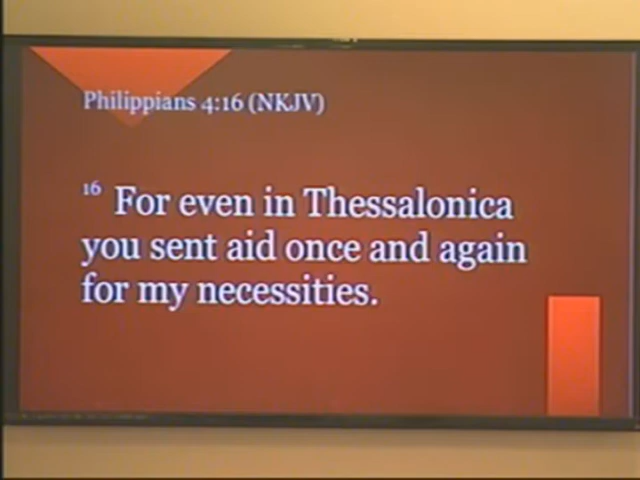 Philippians 4:16 (NKJV)
16 For even in Thessalonica
you sent aid once and again
for my necessities.